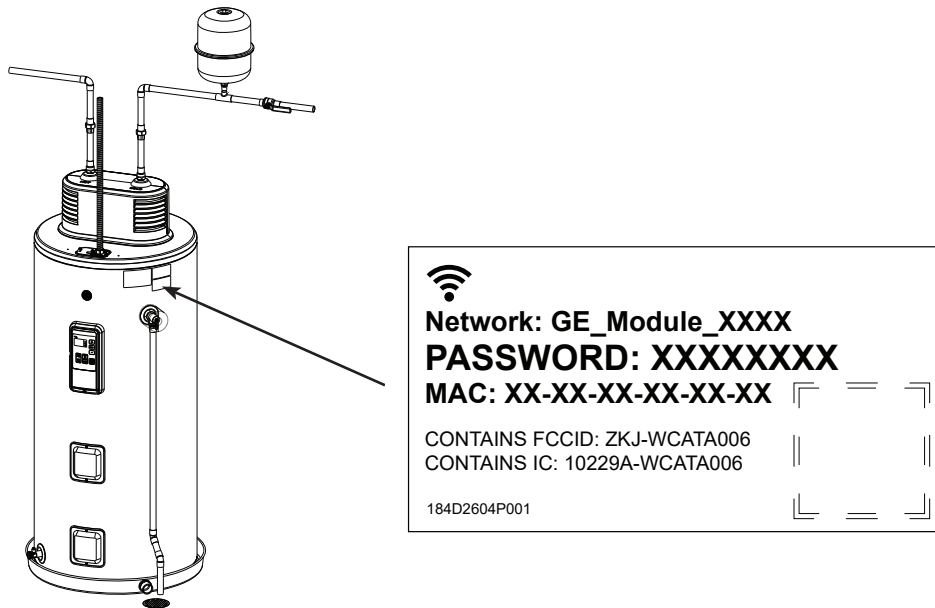 Network: GE_Module_XXXX
PASSWORD: XXXXXXXX
MAC: XX-XX-XX-XX-XX-XX
CONTAINS FCCID: ZKJ-WCATA006
CONTAINS IC: 10229A-WCATA006
184D2604P001